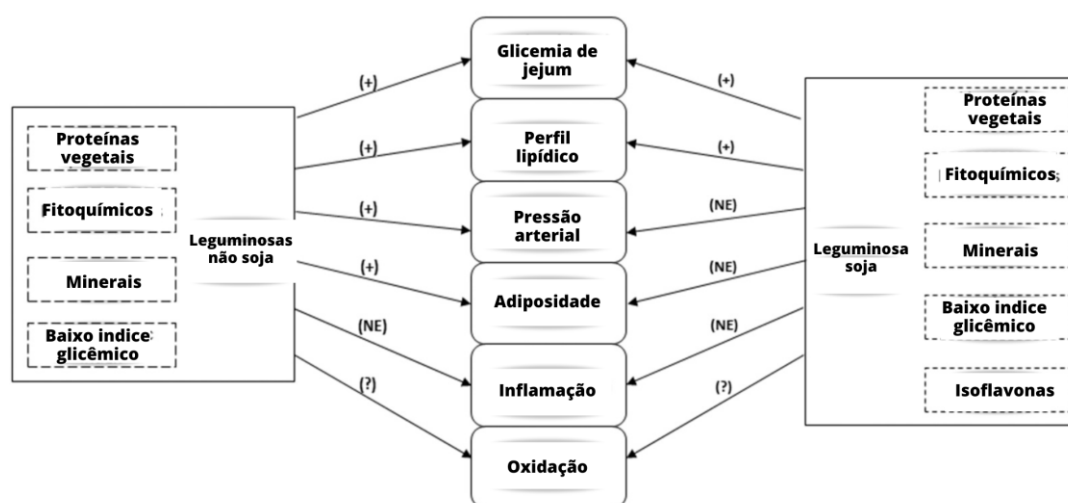 Proteínas
vegetais
Fitoquímicos
Minerais
Baixo indice
glicêmico
Leguminosas
não soja
(+)
(+)
(+)
(+)
(NE)
(?)
Glicemia de
jejum
Perfil
lipídico
Pressão
arterial
Adiposidade
Inflamação
Oxidação
(+)
(+)
(NE)
(NE)
(NE)
(?)
Leguminosa
soja
Proteínas
vegetais
Fitoquímicos
Minerais
Baixo indice
glicêmico
Isoflavonas